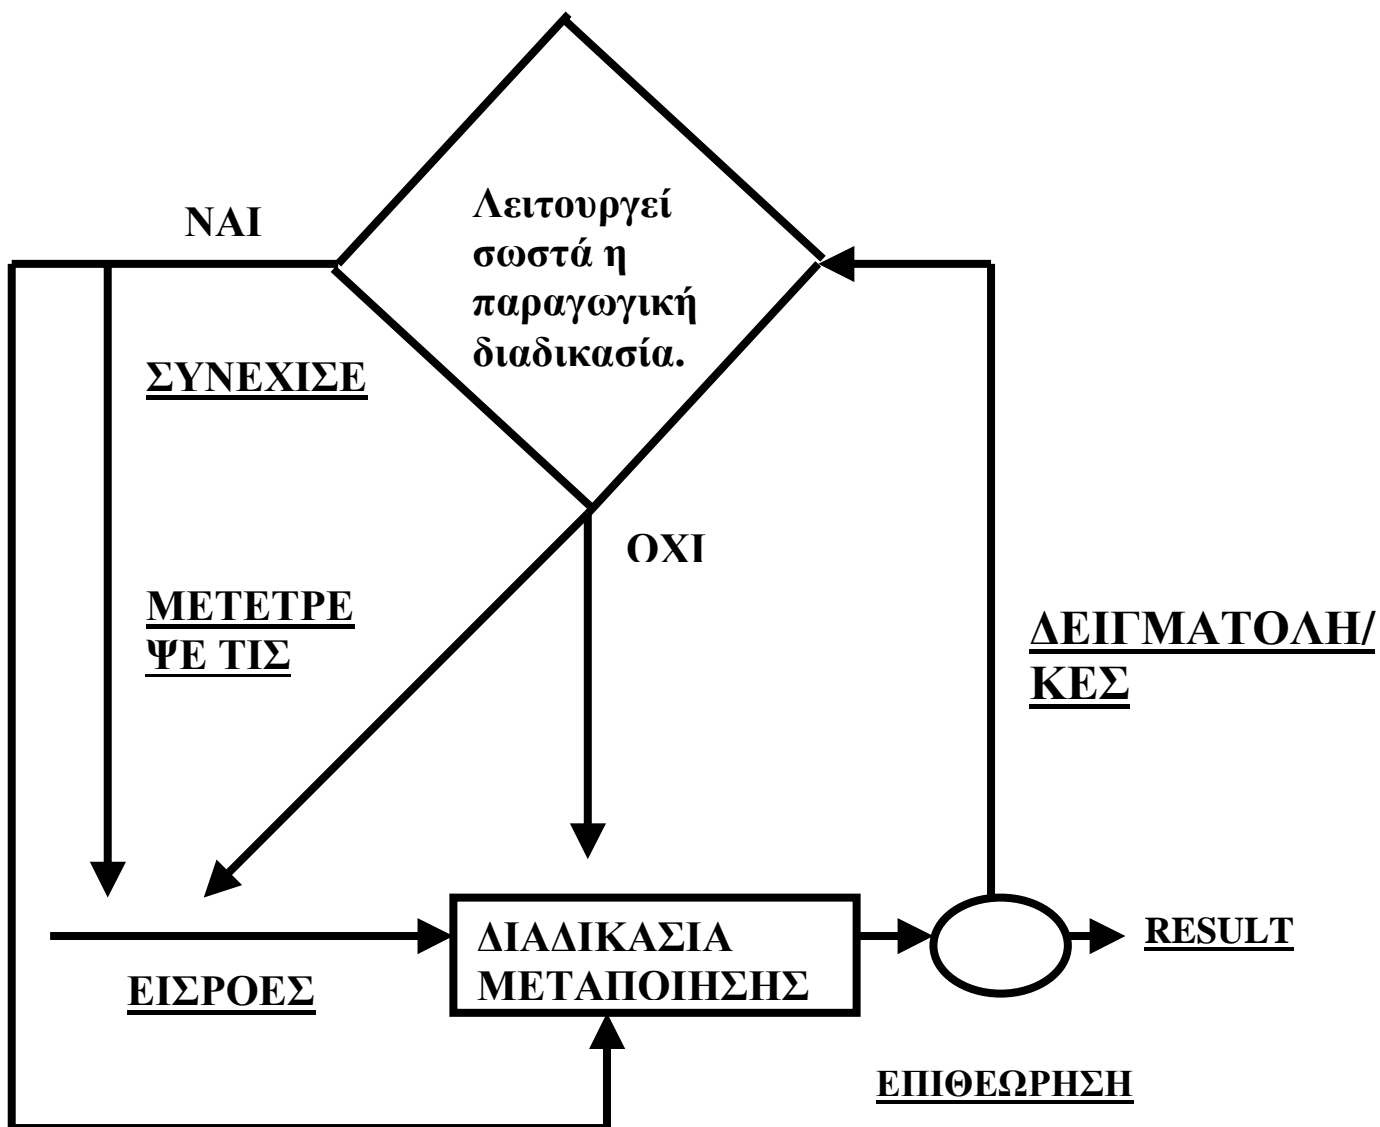 ΝΑΙ
Λειτουργεί
σωστά η
παραγωγική
διαδικασία.
ΣΥΝΕΧΙΣΕ
ΟΧΙ
ΜΕΤΕΤΡΕ
ΨΕ ΤΙΣ
ΔΕΙΓΜΑΤΟΛΗ/
ΚΕΣ
ΔΙΑΔΙΚΑΣΙΑ
ΜΕΤΑΠΟΙΗΣΗΣ
RESULT
ΕΙΣΡΟΕΣ
ΕΠΙΘΕΩΡΗΣΗ